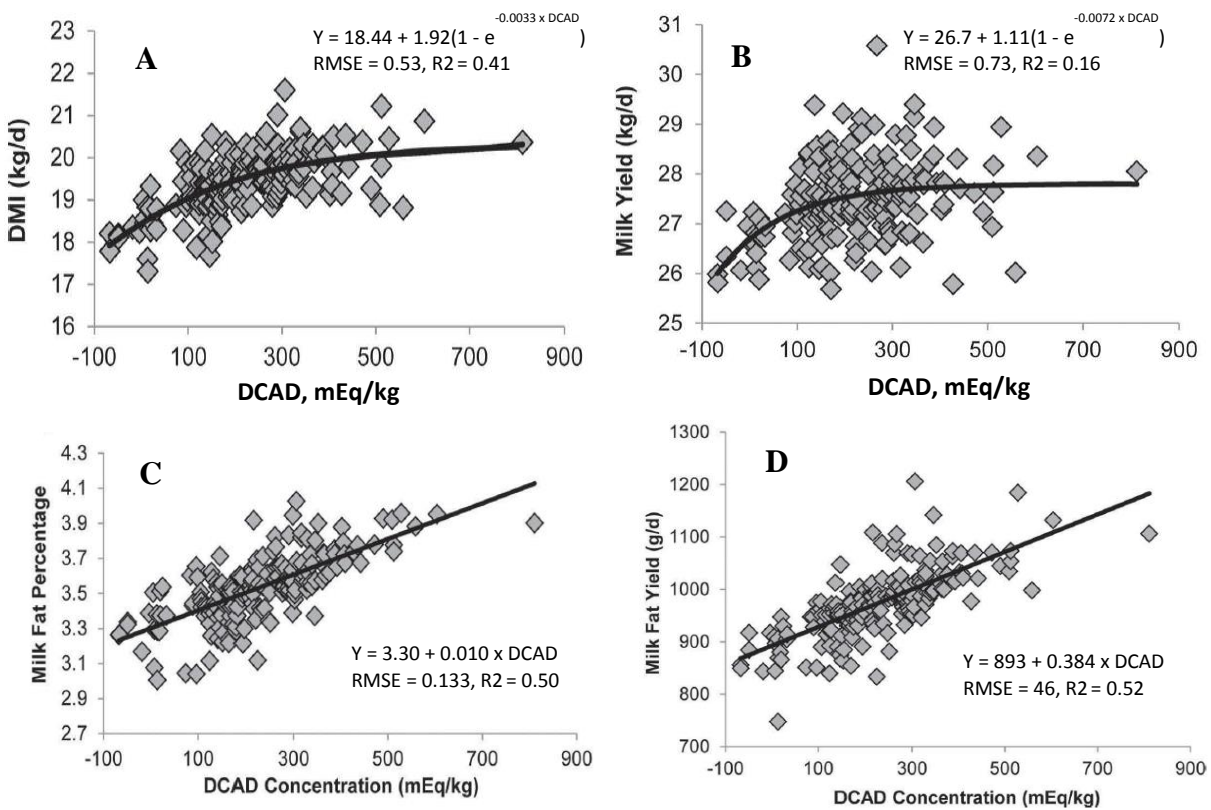 A
Y = 18.44 + 1.92(1 - e -0.0033 x DCAD )
RMSE = 0.53, R2 = 0.41
DMI (kg/d)
23
22
21
20
19
18
17
16
-100 100 300 500 700 900
DCAD, mEq/kg
B
Y = 26.7 + 1.11(1 - e -0.0072 x DCAD )
RMSE = 0.73, R2 = 0.16
Milk Yield (kg/d)
31
30
29
28
27
26
25
-100 100 300 500 700 900
DCAD, mEq/kg
C
Milk Fat Percentage
4.3
4.1
3.9
3.7
3.5
3.3
3.1
2.9
2.7
Y = 3.30 + 0.010 x DCAD
RMSE = 0.133, R2 = 0.50
-100 100 300 500 700 900
DCAD Concentration (mEq/kg)
D
Milk Fat Yield (g/d)
1300
1200
1100
1000
900
800
700
Y = 893 + 0.384 x DCAD
RMSE = 46, R2 = 0.52
-100 100 300 500 700 900
DCAD Concentration (mEq/kg)